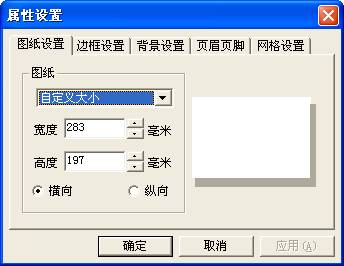 属性设置
图纸设置 边框设置 背景设置 页眉页脚 网格设置
图纸
自定义大小
宽度 283 毫米
高度 197 毫米
横向 纵向
确定 取消 应用(A)